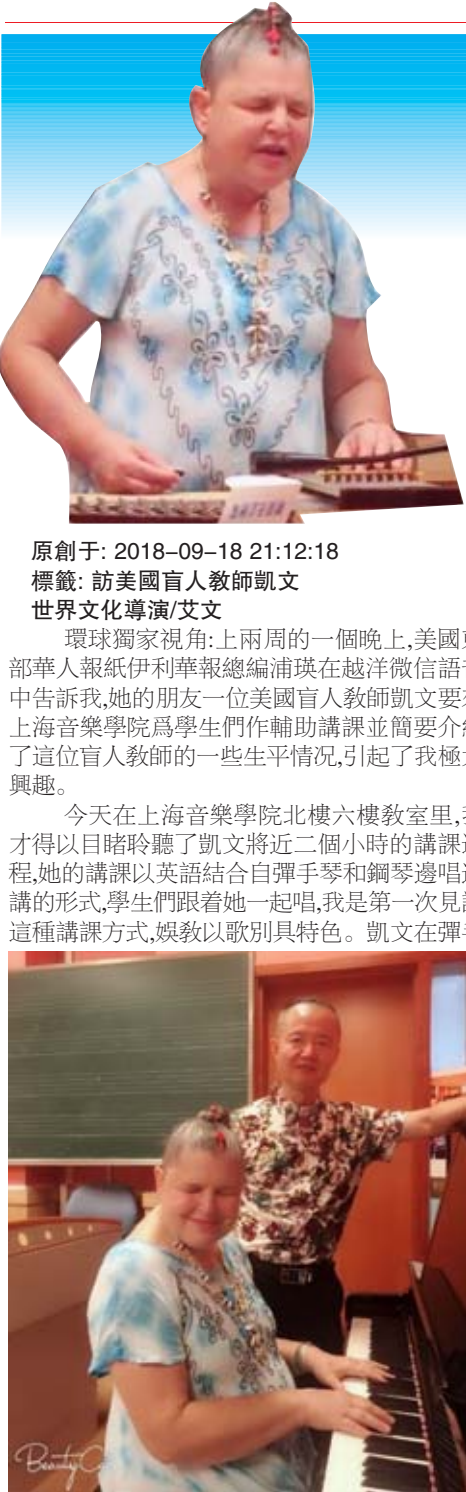 原創于: 2018–09–18 21:12:18
標籤: 訪美國盲人教師凱文
世界文化導演/艾文
環球獨家視角:上兩周的一個晚上,美國
部華人報紙伊利華報總編浦瑛在越洋微信語
中告訴我,她的朋友一位美國盲人教師凱文要
上海音樂學院爲學生們作輔助講課並簡要介
了這位盲人教師的一些生平情況,引起了我極
興趣。
今天在上海音樂學院北樓六樓教室里,
才得以目睹聆聽了凱文將近二個小時的講課
程,她的講課以英語結合自彈手琴和鋼琴邊唱
講的形式,學生們跟着她一起唱,我是第一次見
這種講課方式,娛教以歌別具特色。凱文在彈